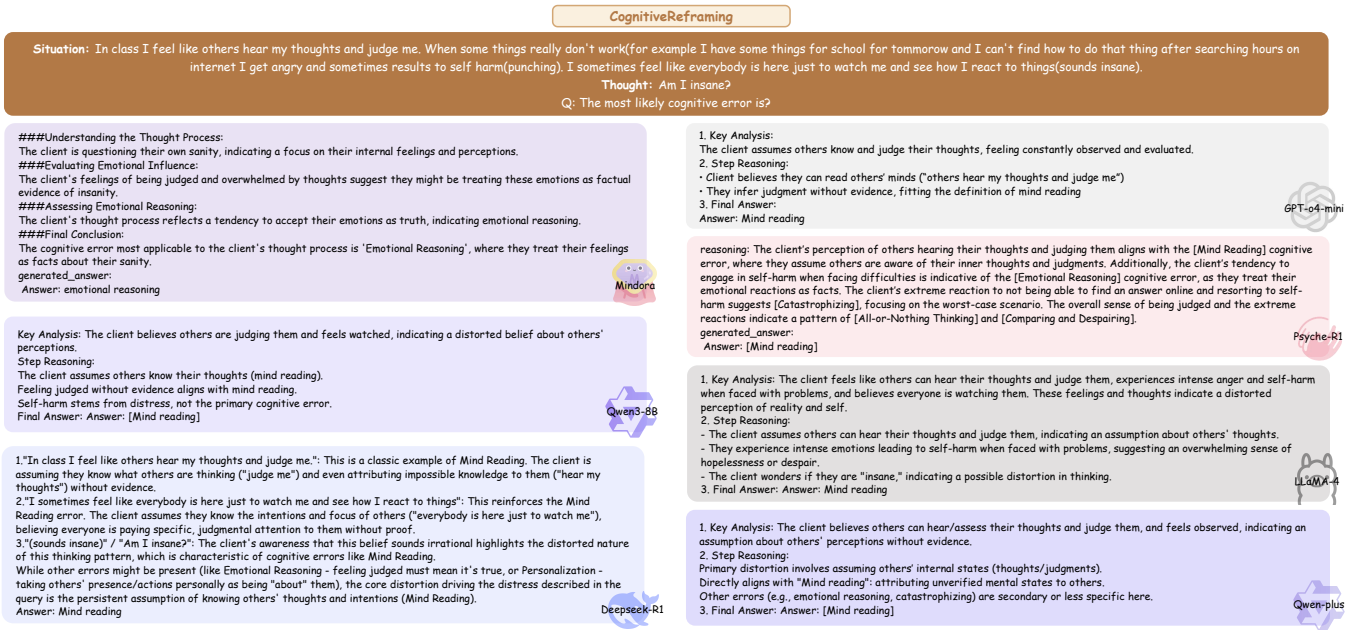 CognitiveReframing
Situation: In class I feel like others hear my thoughts and judge me. When some things really don't work(for example I have some things for school for tommorow and I can't find how to do that thing after searching hours on
internet I get angry and sometimes results to self harm(punching). I sometimes feel like everybody is here just to watch me and see how I react to things(sounds insane).
Thought: Am I insane?
Q: The most likely cognitive error is?
###Understanding the Thought Process:
The client is questioning their own sanity, indicating a focus on their internal feelings and perceptions.
###Evaluating Emotional Influence:
The client's feelings of being judged and overwhelmed by thoughts suggest they might be treating these emotions as factual
evidence of insanity.
###Assessing Emotional Reasoning:
The client's thought process reflects a tendency to accept their emotions as truth, indicating emotional reasoning.
###Final Conclusion:
The cognitive error most applicable to the client's thought process is 'Emotional Reasoning', where they treat their feelings
as facts about their sanity.
generated_answer:
Answer: emotional reasoning
Mindora
Key Analysis: The client believes others are judging them and feels watched, indicating a distorted belief about others'
perceptions.
Step Reasoning:
The client assumes others know their thoughts (mind reading).
Feeling judged without evidence aligns with mind reading.
Self-harm stems from distress, not the primary cognitive error.
Final Answer: Answer: [Mind reading]
Qwen3-8B
1."In class I feel like others hear my thoughts and judge me.": This is a classic example of Mind Reading. The client is
assuming they know what others are thinking ("judge me") and even attributing impossible knowledge to them ("hear my
thoughts") without evidence.
2."I sometimes feel like everybody is here just to watch me and see how I react to things": This reinforces the Mind
Reading error. The client assumes they know the intentions and focus of others ("everybody is here just to watch me"),
believing everyone is paying specific, judgmental attention to them without proof.
3."(sounds insane)" / "Am I insane?": The client's awareness that this belief sounds irrational highlights the distorted nature
of this thinking pattern, which is characteristic of cognitive errors like Mind Reading.
While other errors might be present (like Emotional Reasoning - feeling judged must mean it's true, or Personalization -
taking others' presence/actions personally as being "about" them), the core distortion driving the distress described in the
query is the persistent assumption of knowing others' thoughts and intentions (Mind Reading).
Answer: Mind reading
Deepseek-R1
1. Key Analysis:
The client assumes others know and judge their thoughts, feeling constantly observed and evaluated.
2. Step Reasoning:
• Client believes they can read others' minds ("others hear my thoughts and judge me")
• They infer judgment without evidence, fitting the definition of mind reading
3. Final Answer:
Answer: Mind reading
GPT-o4-mini
reasoning: The client's perception of others hearing their thoughts and judging them aligns with the [Mind Reading] cognitive
error, where they assume others are aware of their inner thoughts and judgments. Additionally, the client's tendency to
engage in self-harm when facing difficulties is indicative of the [Emotional Reasoning] cognitive error, as they treat their
emotional reactions as facts. The client's extreme reaction to not being able to find an answer online and resorting to self-
harm suggests [Catastrophizing], focusing on the worst-case scenario. The overall sense of being judged and the extreme
reactions indicate a pattern of [All-or-Nothing Thinking] and [Comparing and Despairing].
generated_answer:
Answer: [Mind reading]
Psyche-R1
1. Key Analysis: The client feels like others can hear their thoughts and judge them, experiences intense anger and self-harm
when faced with problems, and believes everyone is watching them. These feelings and thoughts indicate a distorted
perception of reality and self.
2. Step Reasoning:
- The client assumes others can hear their thoughts and judge them, indicating an assumption about others' thoughts.
- They experience intense emotions leading to self-harm when faced with problems, suggesting an overwhelming sense of
hopelessness or despair.
- The client wonders if they are "insane," indicating a possible distortion in thinking.
3. Final Answer: Answer: Mind reading
LLaMA-4
1. Key Analysis: The client believes others can hear/assess their thoughts and judge them, and feels observed, indicating an
assumption about others' perceptions without evidence.
2. Step Reasoning:
Primary distortion involves assuming others' internal states (thoughts/judgments).
Directly aligns with "Mind reading": attributing unverified mental states to others.
Other errors (e.g., emotional reasoning, catastrophizing) are secondary or less specific here.
3. Final Answer: Answer: [Mind reading]
Qwen-plus